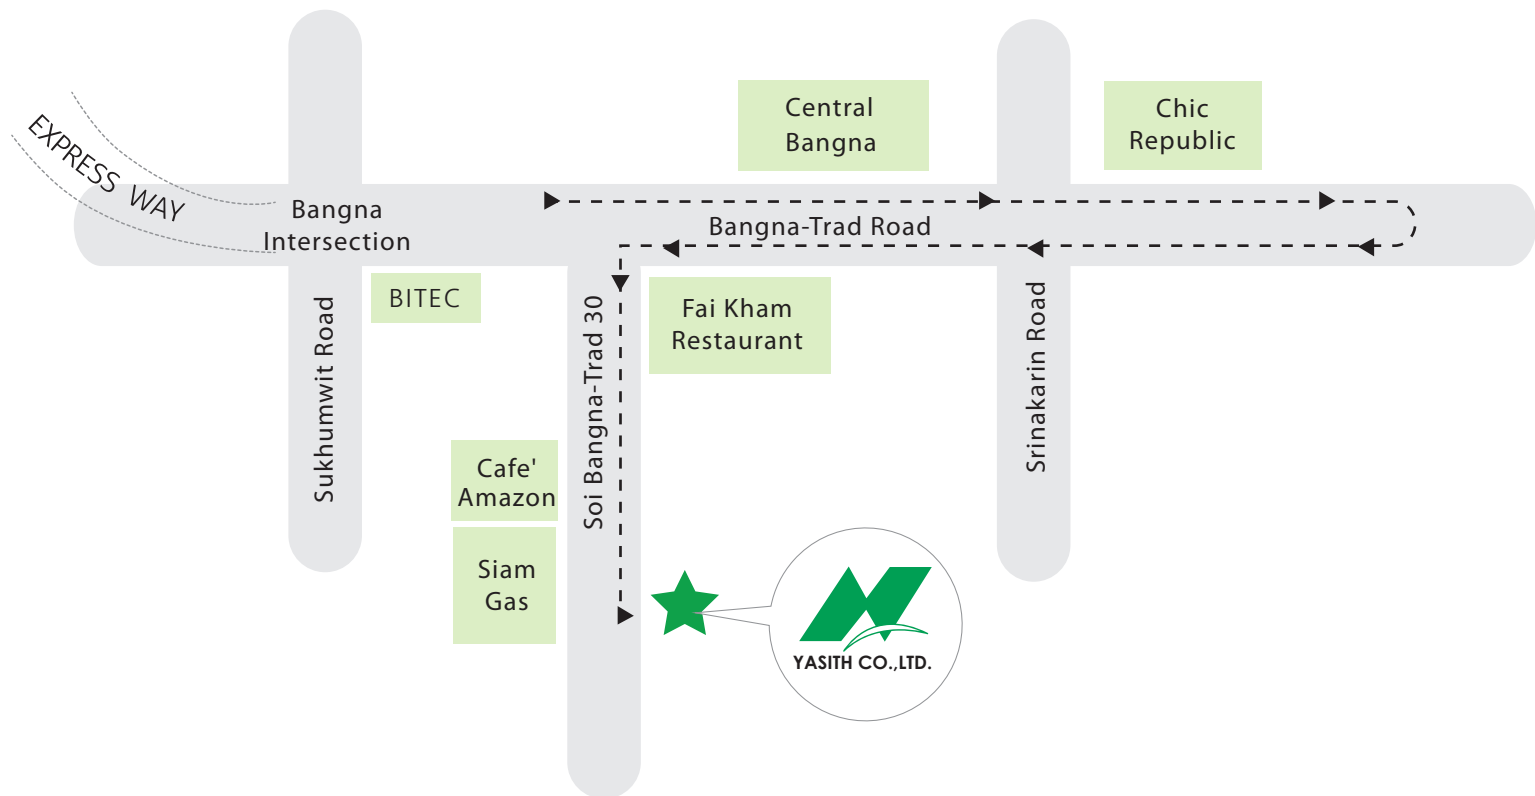 Central
Bangna
Chic
Republic
EXPRESS WAY
Bangna
Intersection
Bangna-Trad Road
BITEC
Fai Kham
Restaurant
Sukhumwit Road
Soi Bangna-Trad 30
Srinakarin Road
Cafe'
Amazon
Siam
Gas
YASITH CO.,LTD.